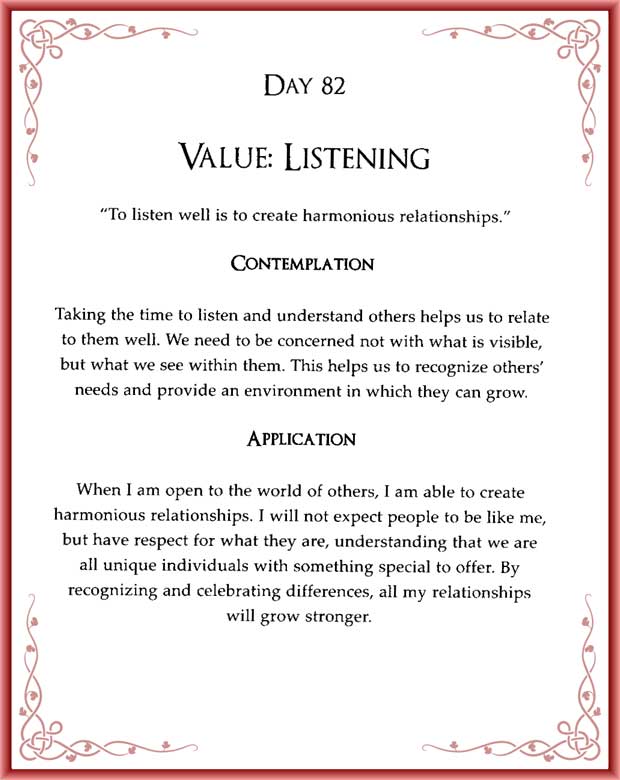 DAY 82
VALUE: LISTENING
“To listen well is to create harmonious relationships.”
CONTEMPLATION
Taking the time to listen and understand others helps us to relate
to them well. We need to be concerned not with what is visible,
but what we see within them. This helps us to recognize others’
needs and provide an environment in which they can grow.
APPLICATION
When I am open to the world of others, I am able to create
harmonious relationships. I will not expect people to be like me,
but have respect for what they are, understanding that we are
all unique individuals with something special to offer. By
recognizing and celebrating differences, all my relationships
will grow stronger.